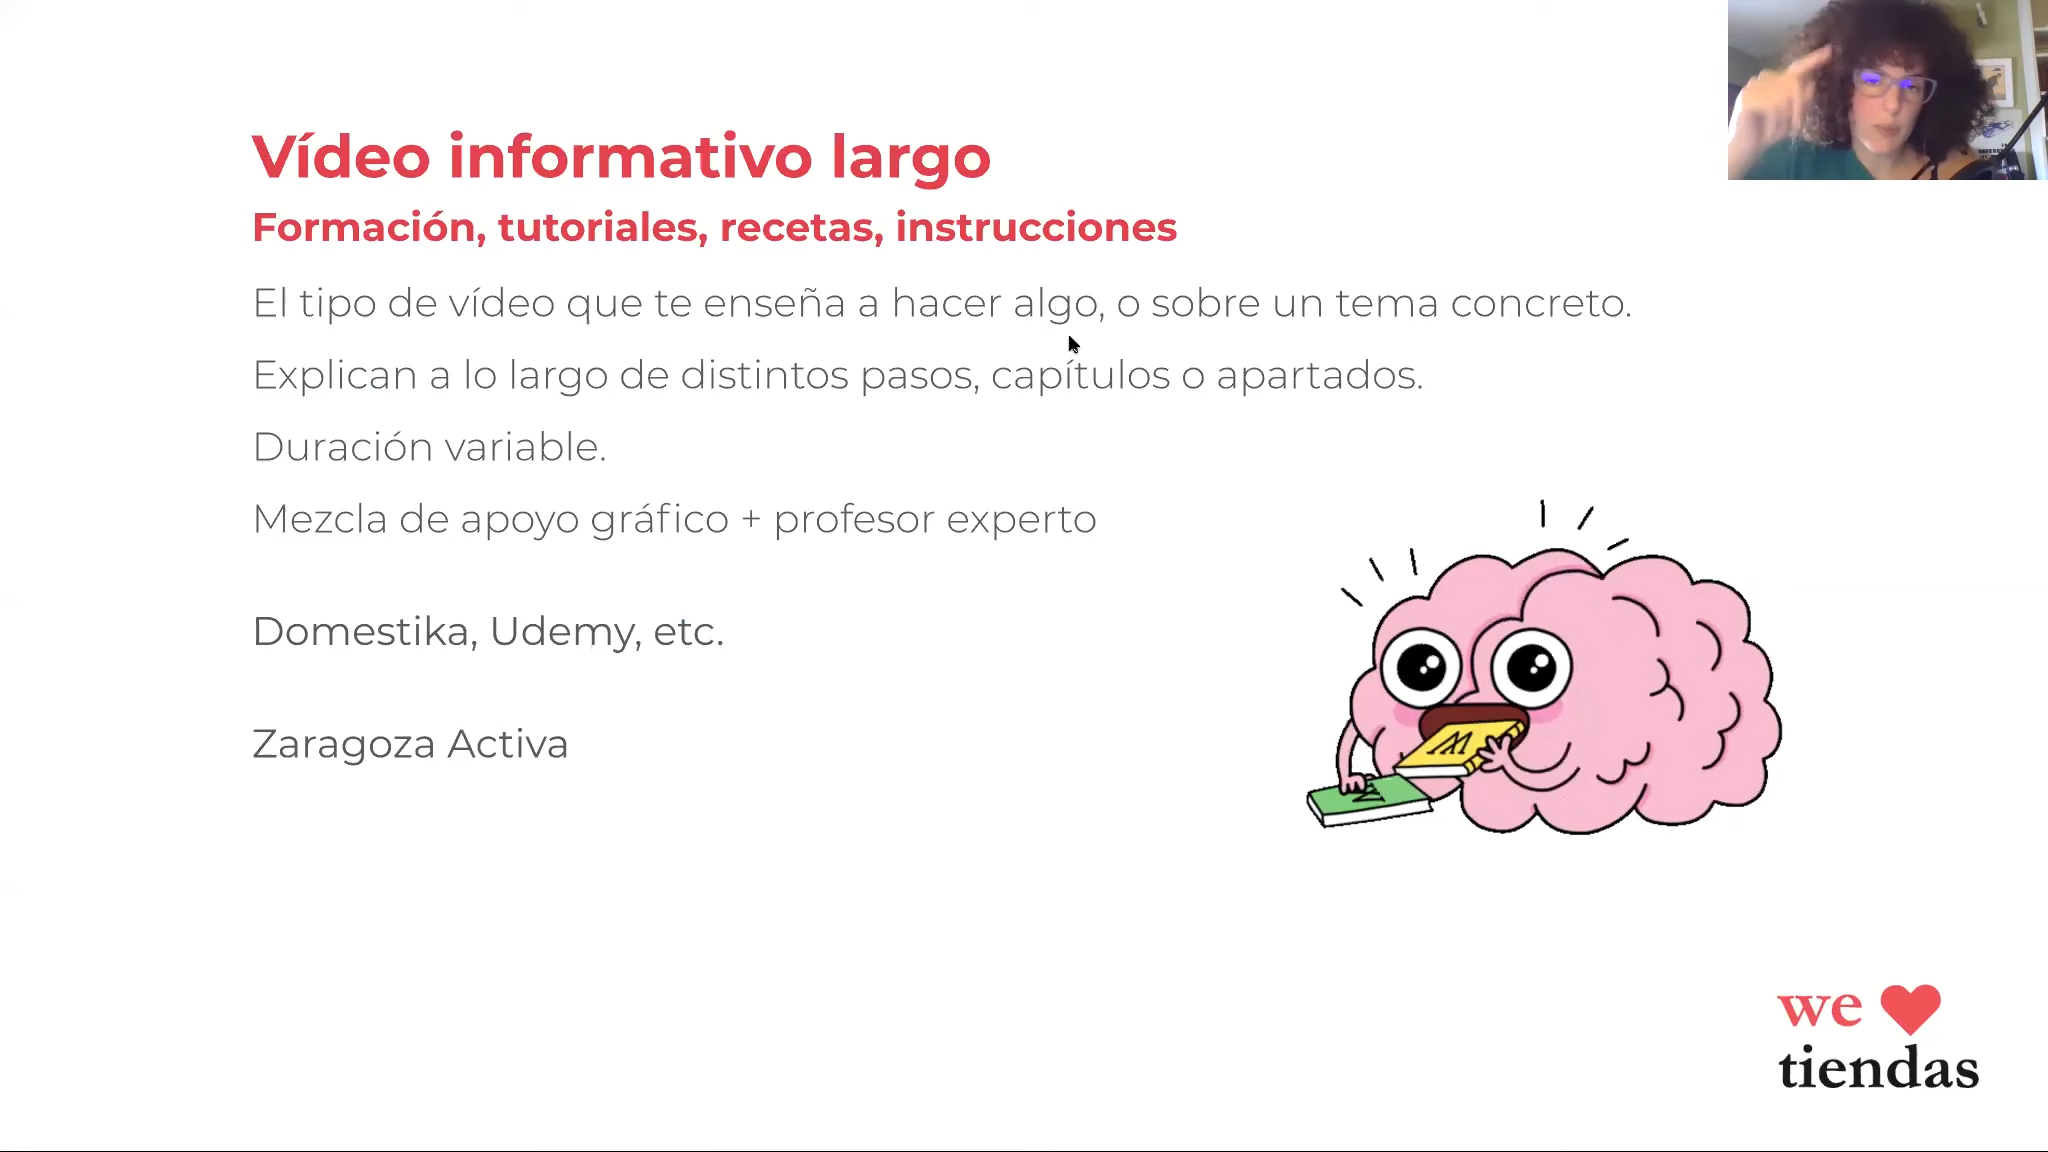 Vídeo informativo largo
Formación, tutoriales, recetas, instrucciones
El tipo de vídeo que te enseña a hacer algo, o sobre un tema concreto.
Explican a lo largo de distintos pasos, capítulos o apartados.
Duración variable.
Mezcla de apoyo gráfico + profesor experto
Domestika, Udemy, etc.
Zaragoza Activa
we
tiendas